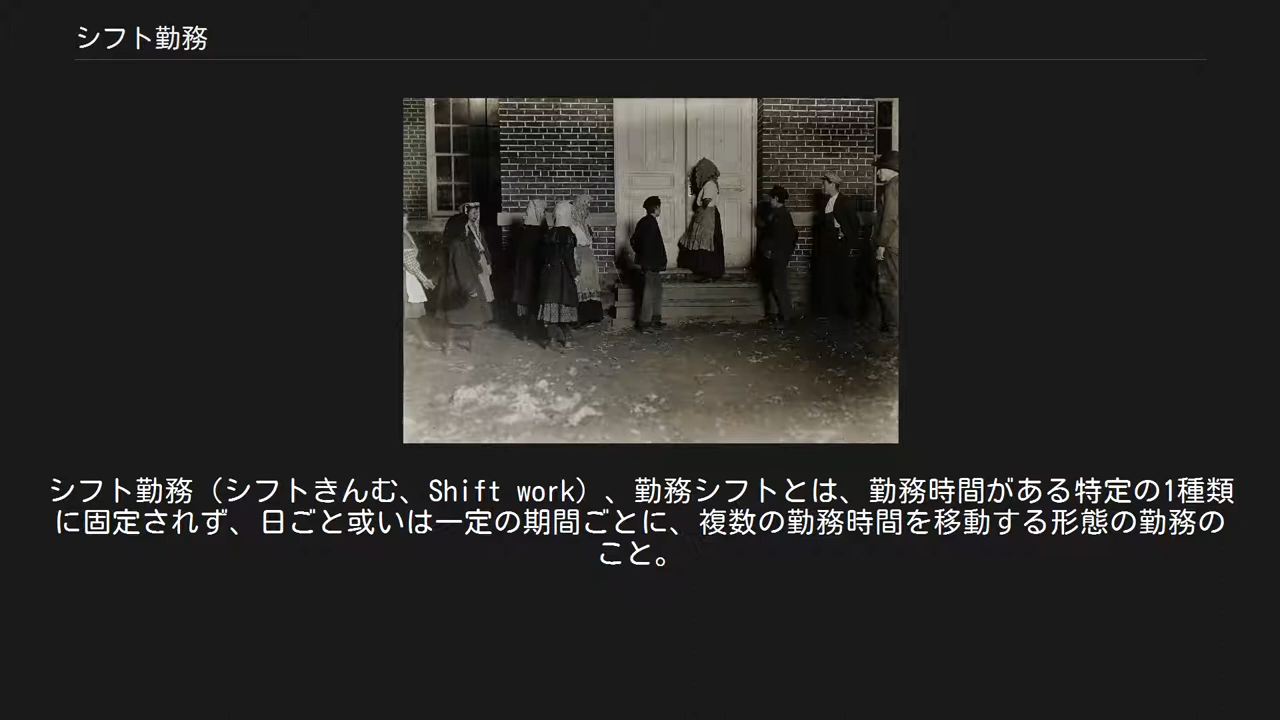 シフト勤務
シフト勤務（シフトきんむ、Shift work）、勤務シフトとは、勤務時間がある特定の1種類
に固定されず、日ごと或いは一定の期間ごとに、複数の勤務時間を移動する形態の勤務の
こと。